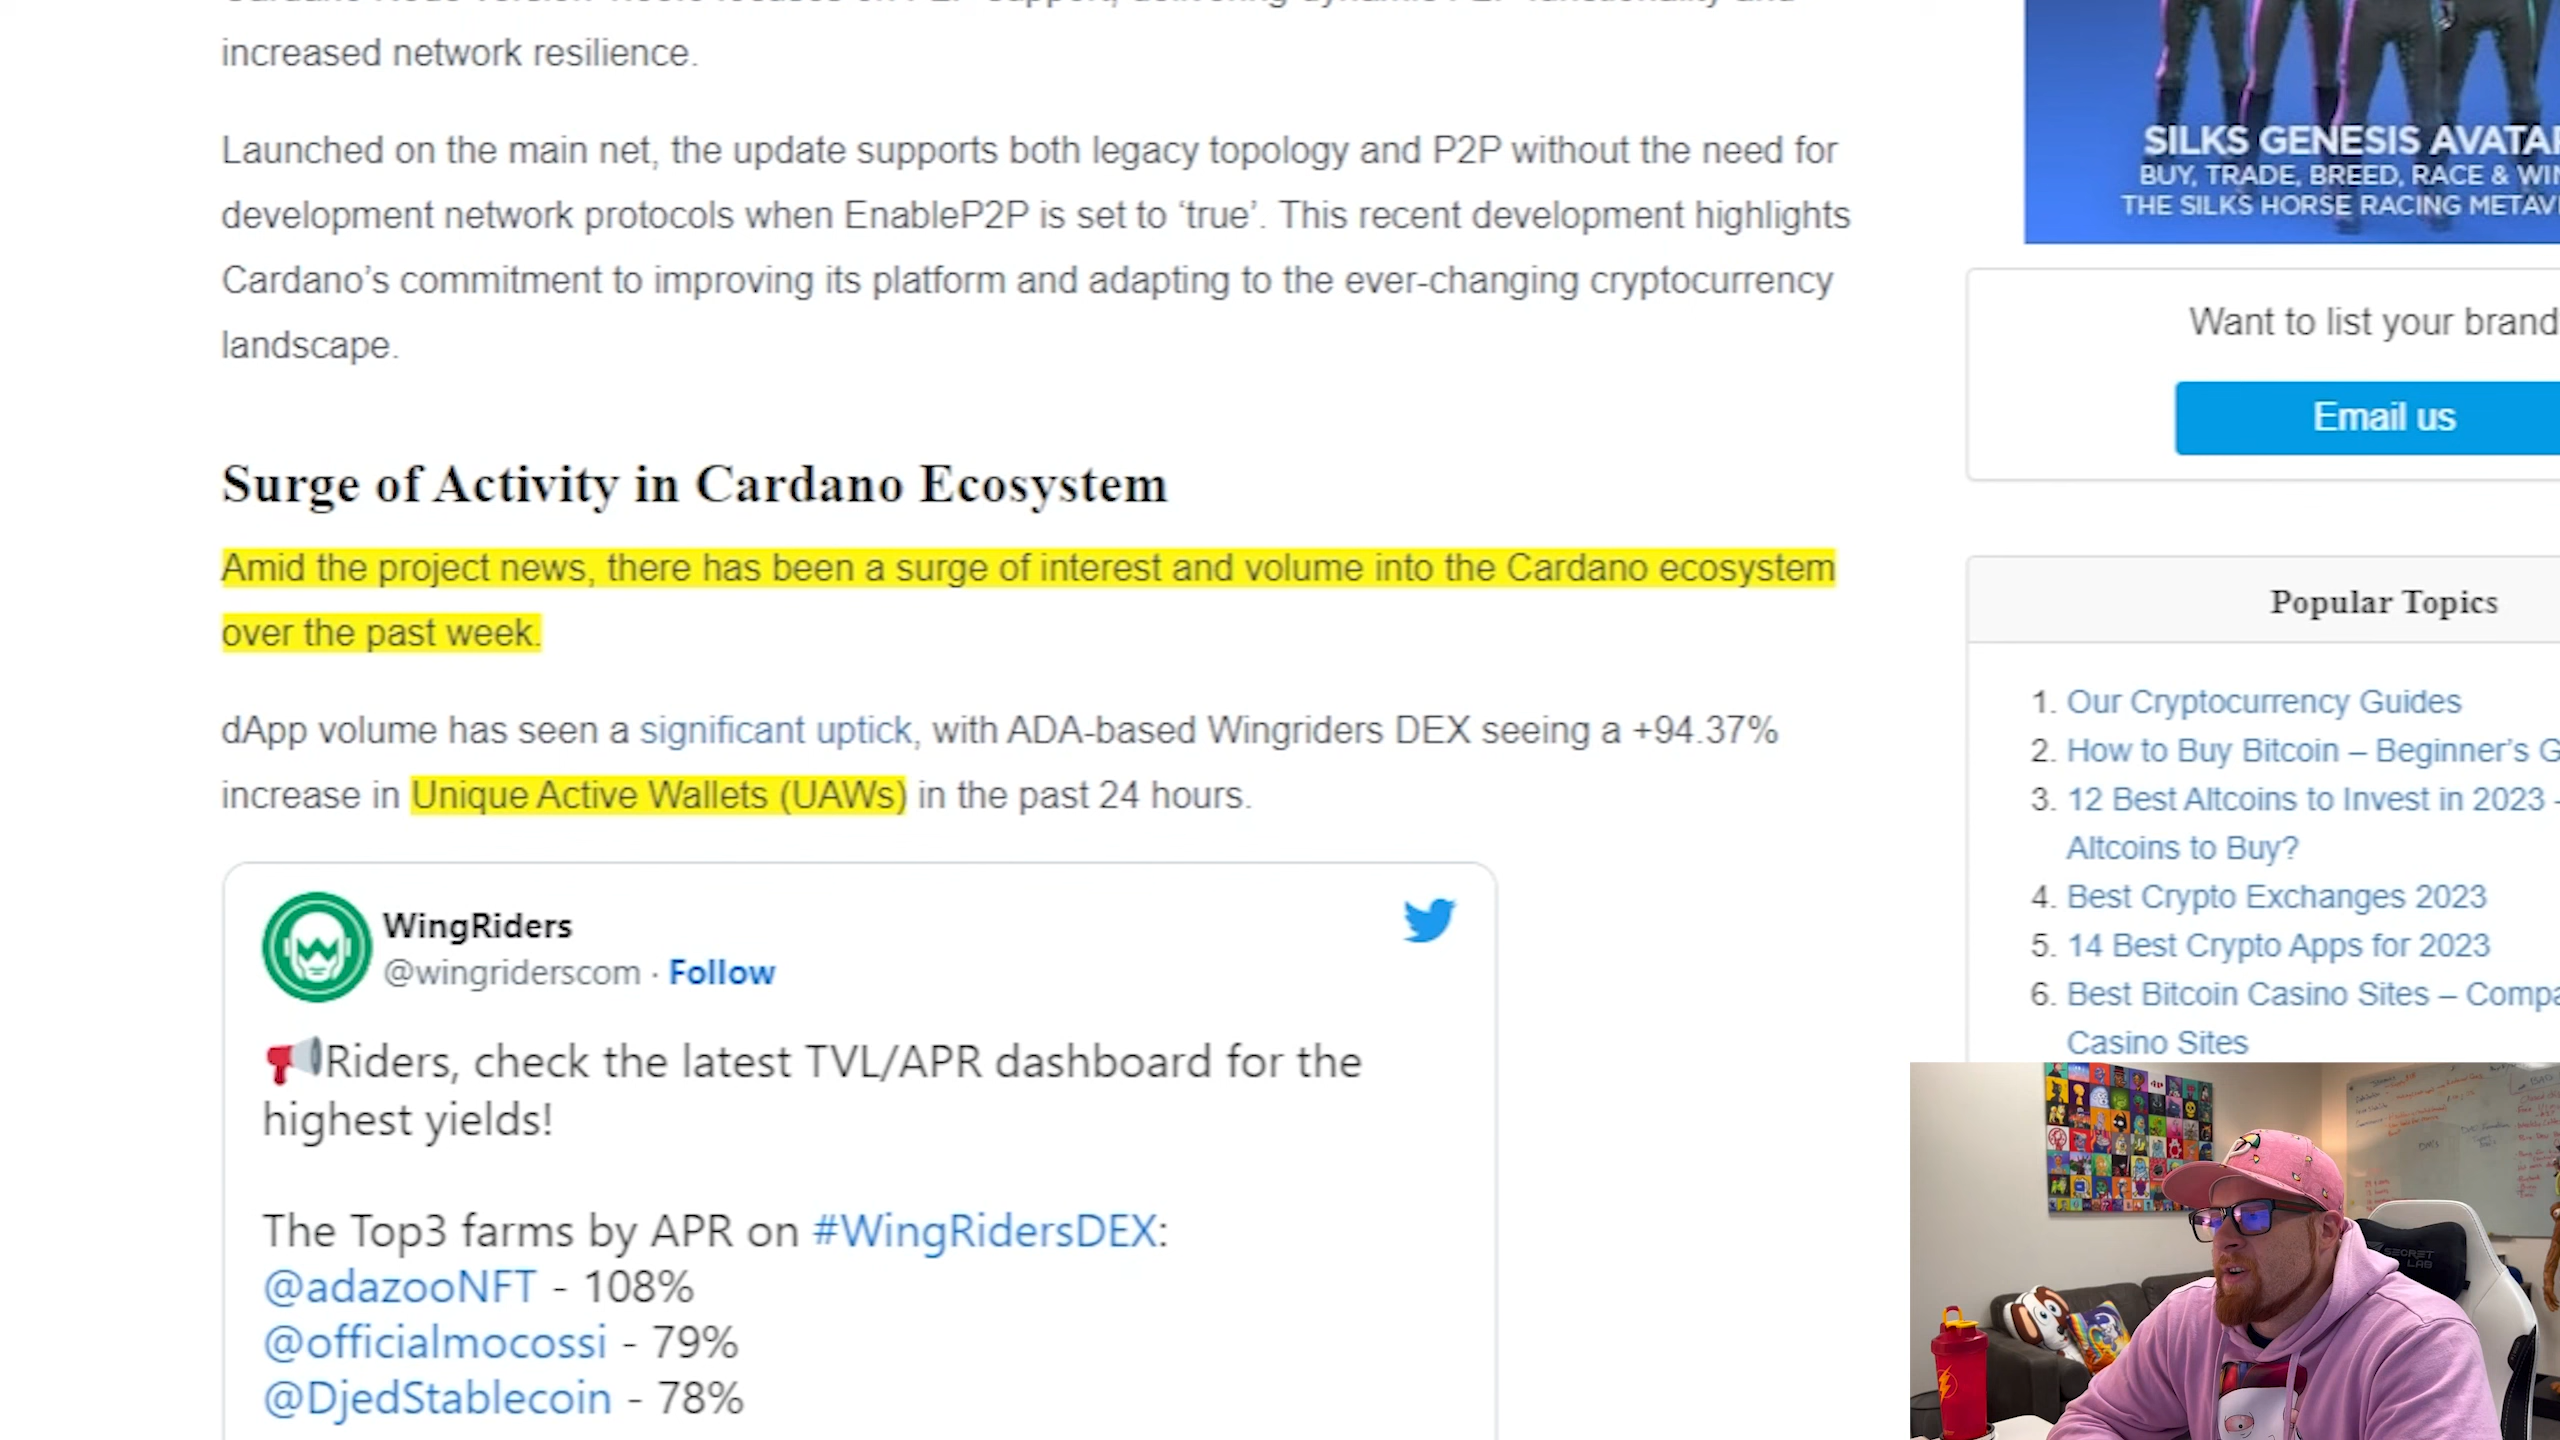 increased network resilience.
Launched on the main net, the update supports both legacy topology and P2P without the need for
development network protocols when EnableP2P is set to ‘true’. This recent development highlights
Cardano’s commitment to improving its platform and adapting to the ever-changing cryptocurrency
landscape.
Surge of Activity in Cardano Ecosystem
Amid the project news, there has been a surge of interest and volume into the Cardano ecosystem
over the past week.
dApp volume has seen a significant uptick, with ADA-based Wingriders DEX seeing a +94.37%
increase in Unique Active Wallets (UAWs) in the past 24 hours.
WingRiders
@wingriderscom · Follow
Riders, check the latest TVL/APR dashboard for the
highest yields!
The Top3 farms by APR on #WingRidersDEX:
@adazooNFT - 108%
@officialmocossi - 79%
@DjedStablecoin - 78%
SILKS GENESIS
BUY, TRADE, BREED, RACE &
THE SILKS HORSE RACING
Want to list your brand
Email us
Popular Topics
1. Our Cryptocurrency Guides
2. How to Buy Bitcoin – Beginner’s
3. 12 Best Altcoins to Invest in 2023 -
Altcoins to Buy?
4. Best Crypto Exchanges 2023
5. 14 Best Crypto Apps for 2023
6. Best Bitcoin Casino Sites –
Casino Sites
SECRET
LAB